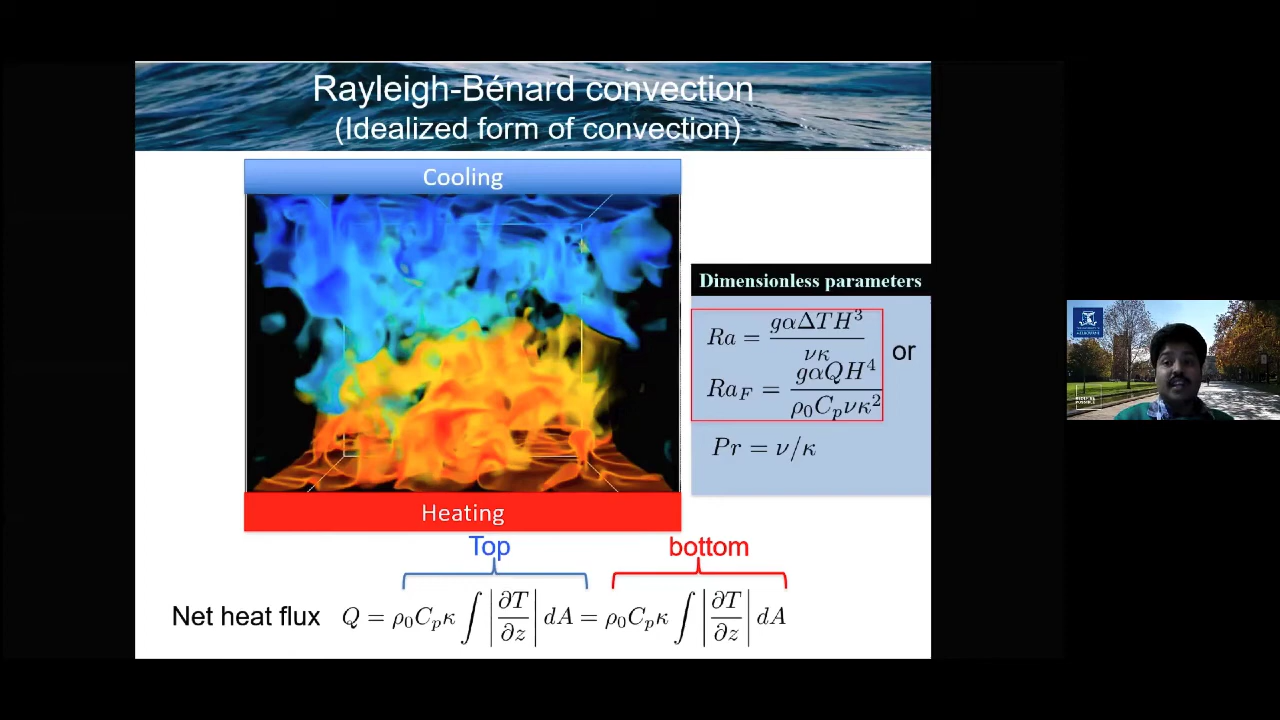 Rayleigh-Bénard convection
(Idealized form of convection)
Cooling
Heating
Dimensionless parameters
Ra = gαΔTH³ / νκ
or
Ra_F = gαQH⁴ / ρ₀C_pνκ²
Pr = ν/κ
Top
bottom
Net heat flux Q = ρ₀C_pκ ∫ |∂T/∂z| dA = ρ₀C_pκ ∫ |∂T/∂z| dA